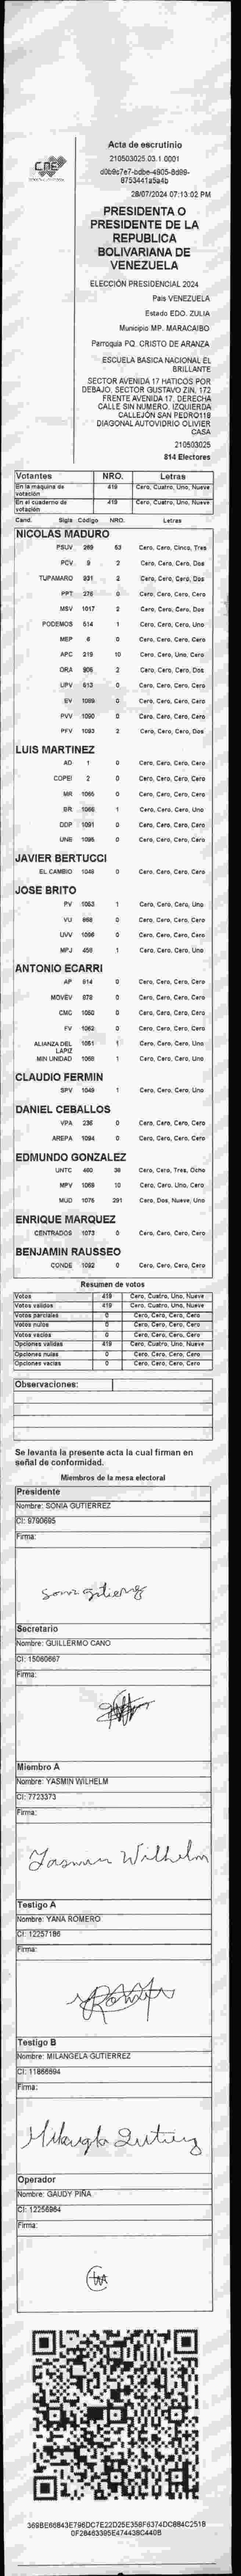 CNE
Acta de escrutinio
210503025.03.1.0001
28/07/2024 07:13:02 PM
PRESIDENTA O
PRESIDENTE DE LA
REPUBLICA
BOLIVARIANA DE
VENEZUELA
ELECCIÓN PRESIDENCIAL 2024
País VENEZUELA
Estado EDO. ZULIA
Municipio MP. MARACAIBO
Parroquia PQ. CRISTO DE ARANZA
ESCUELA BASICA NACIONAL EL
BRILLANTE
SECTOR AVENIDA 17 HATICOS POR
DEBAJO, SECTOR GUSTAVO ZIN, 172
FRENTE AVENIDA 17, DERECHA
CALLE SIN NUMERO, IZQUIERDA
CALLEJÓN SAN PEDRO119
DIAGONAL AUTOVIDRIO OLIVIER
CASA
210503025
814 Electores
Votantes NRO. Letras
En la maquina de votación 419 Cero, Cuatro, Uno, Nueve
En el cuaderno de votación 419 Cero, Cuatro, Uno, Nueve
Cand. Sigla Código NRO. Letras
NICOLAS MADURO
PSUV 269 53 Cero, Cero, Cinco, Tres
PCV 9 2 Cero, Cero, Cero, Dos
TUPAMARO 931 2 Cero, Cero, Cero, Dos
PPT 276 0 Cero, Cero, Cero, Cero
MSV 1017 2 Cero, Cero, Cero, Dos
PODEMOS 514 1 Cero, Cero, Cero, Uno
MEP 6 0 Cero, Cero, Cero, Cero
APC 219 10 Cero, Cero, Uno, Cero
ORA 906 2 Cero, Cero, Cero, Dos
UPV 613 0 Cero, Cero, Cero, Cero
EV 1089 0 Cero, Cero, Cero, Cero
PVV 1090 0 Cero, Cero, Cero, Cero
PFV 1093 2 Cero, Cero, Cero, Dos
LUIS MARTINEZ
AD 1 0 Cero, Cero, Cero, Cero
COPEI 2 0 Cero, Cero, Cero, Cero
MR 1065 0 Cero, Cero, Cero, Cero
BR 1066 1 Cero, Cero, Cero, Uno
DDP 1091 0 Cero, Cero, Cero, Cero
UNE 1095 0 Cero, Cero, Cero, Cero
JAVIER BERTUCCI
EL CAMBIO 1048 0 Cero, Cero, Cero, Cero
JOSE BRITO
PV 1053 1 Cero, Cero, Cero, Uno
VU 868 0 Cero, Cero, Cero, Cero
UVV 1096 0 Cero, Cero, Cero, Cero
MPJ 458 1 Cero, Cero, Cero, Uno
ANTONIO ECARRI
AP 914 0 Cero, Cero, Cero, Cero
MOVEV 978 0 Cero, Cero, Cero, Cero
CMC 1050 0 Cero, Cero, Cero, Cero
FV 1062 0 Cero, Cero, Cero, Cero
ALIANZA DEL LAPIZ 1051 1 Cero, Cero, Cero, Uno
MIN UNIDAD 1068 1 Cero, Cero, Cero, Uno
CLAUDIO FERMIN
SPV 1049 1 Cero, Cero, Cero, Uno
DANIEL CEBALLOS
VPA 236 0 Cero, Cero, Cero, Cero
AREPA 1094 0 Cero, Cero, Cero, Cero
EDMUNDO GONZALEZ
UNTC 460 38 Cero, Cero, Tres, Ocho
MPV 1069 10 Cero, Cero, Uno, Cero
MUD 1076 291 Cero, Dos, Nueve, Uno
ENRIQUE MARQUEZ
CENTRADOS 1073 0 Cero, Cero, Cero, Cero
BENJAMIN RAUSSEO
CONDE 1092 0 Cero, Cero, Cero, Cero
Resumen de votos
Votos 419 Cero, Cuatro, Uno, Nueve
Votos validos 419 Cero, Cuatro, Uno, Nueve
Votos parciales 0 Cero, Cero, Cero, Cero
Votos nulos 0 Cero, Cero, Cero, Cero
Votos vacios 0 Cero, Cero, Cero, Cero
Opciones validas 419 Cero, Cuatro, Uno, Nueve
Opciones nulas 0 Cero, Cero, Cero, Cero
Opciones vacias 0 Cero, Cero, Cero, Cero
Observaciones:
Se levanta la presente acta la cual firman en
señal de conformidad.
Miembros de la mesa electoral
Presidente
Nombre: SONIA GUTIERREZ
CI: 9790695
Firma:
Sonia Gutierrez
Secretario
Nombre: GUILLERMO CANO
CI: 15060667
Firma:
Miembro A
Nombre: YASMIN WILHELM
CI: 7723373
Firma:
Yasmin Wilhelm
Testigo A
Nombre: YANA ROMERO
CI: 12257186
Firma:
Testigo B
Nombre: MILANGELA GUTIERREZ
CI: 11866694
Firma:
Operador
Nombre: GAUDY PIÑA
CI: 12256964
Firma: